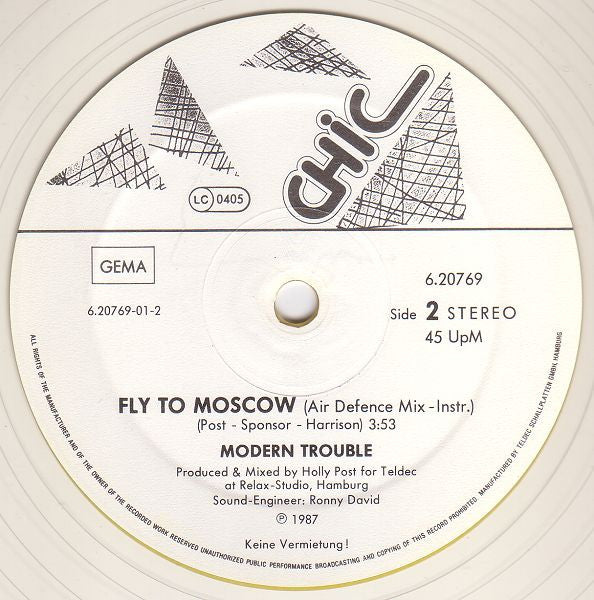 CHIC
LC 0405
GEMA
6.20769
6.20769-01-2
Side 2 STEREO
45 UpM
FLY TO MOSCOW (Air Defence Mix-Instr.)
(Post - Sponsor - Harrison) 3:53
MODERN TROUBLE
Produced & Mixed by Holly Post for Teldec
at Relax-Studio, Hamburg
Sound-Engineer: Ronny David
℗ 1987
Keine Vermietung!
ALL RIGHTS OF THE MANUFACTURER AND OF THE OWNER OF THE RECORDED WORK RESERVED UNAUTHORIZED PUBLIC PERFORMANCE BROADCASTING AND COPYING OF THIS RECORD PROHIBITED. MANUFACTURED BY TELDEC SCHALLPLATTEN GMBH, HAMBURG